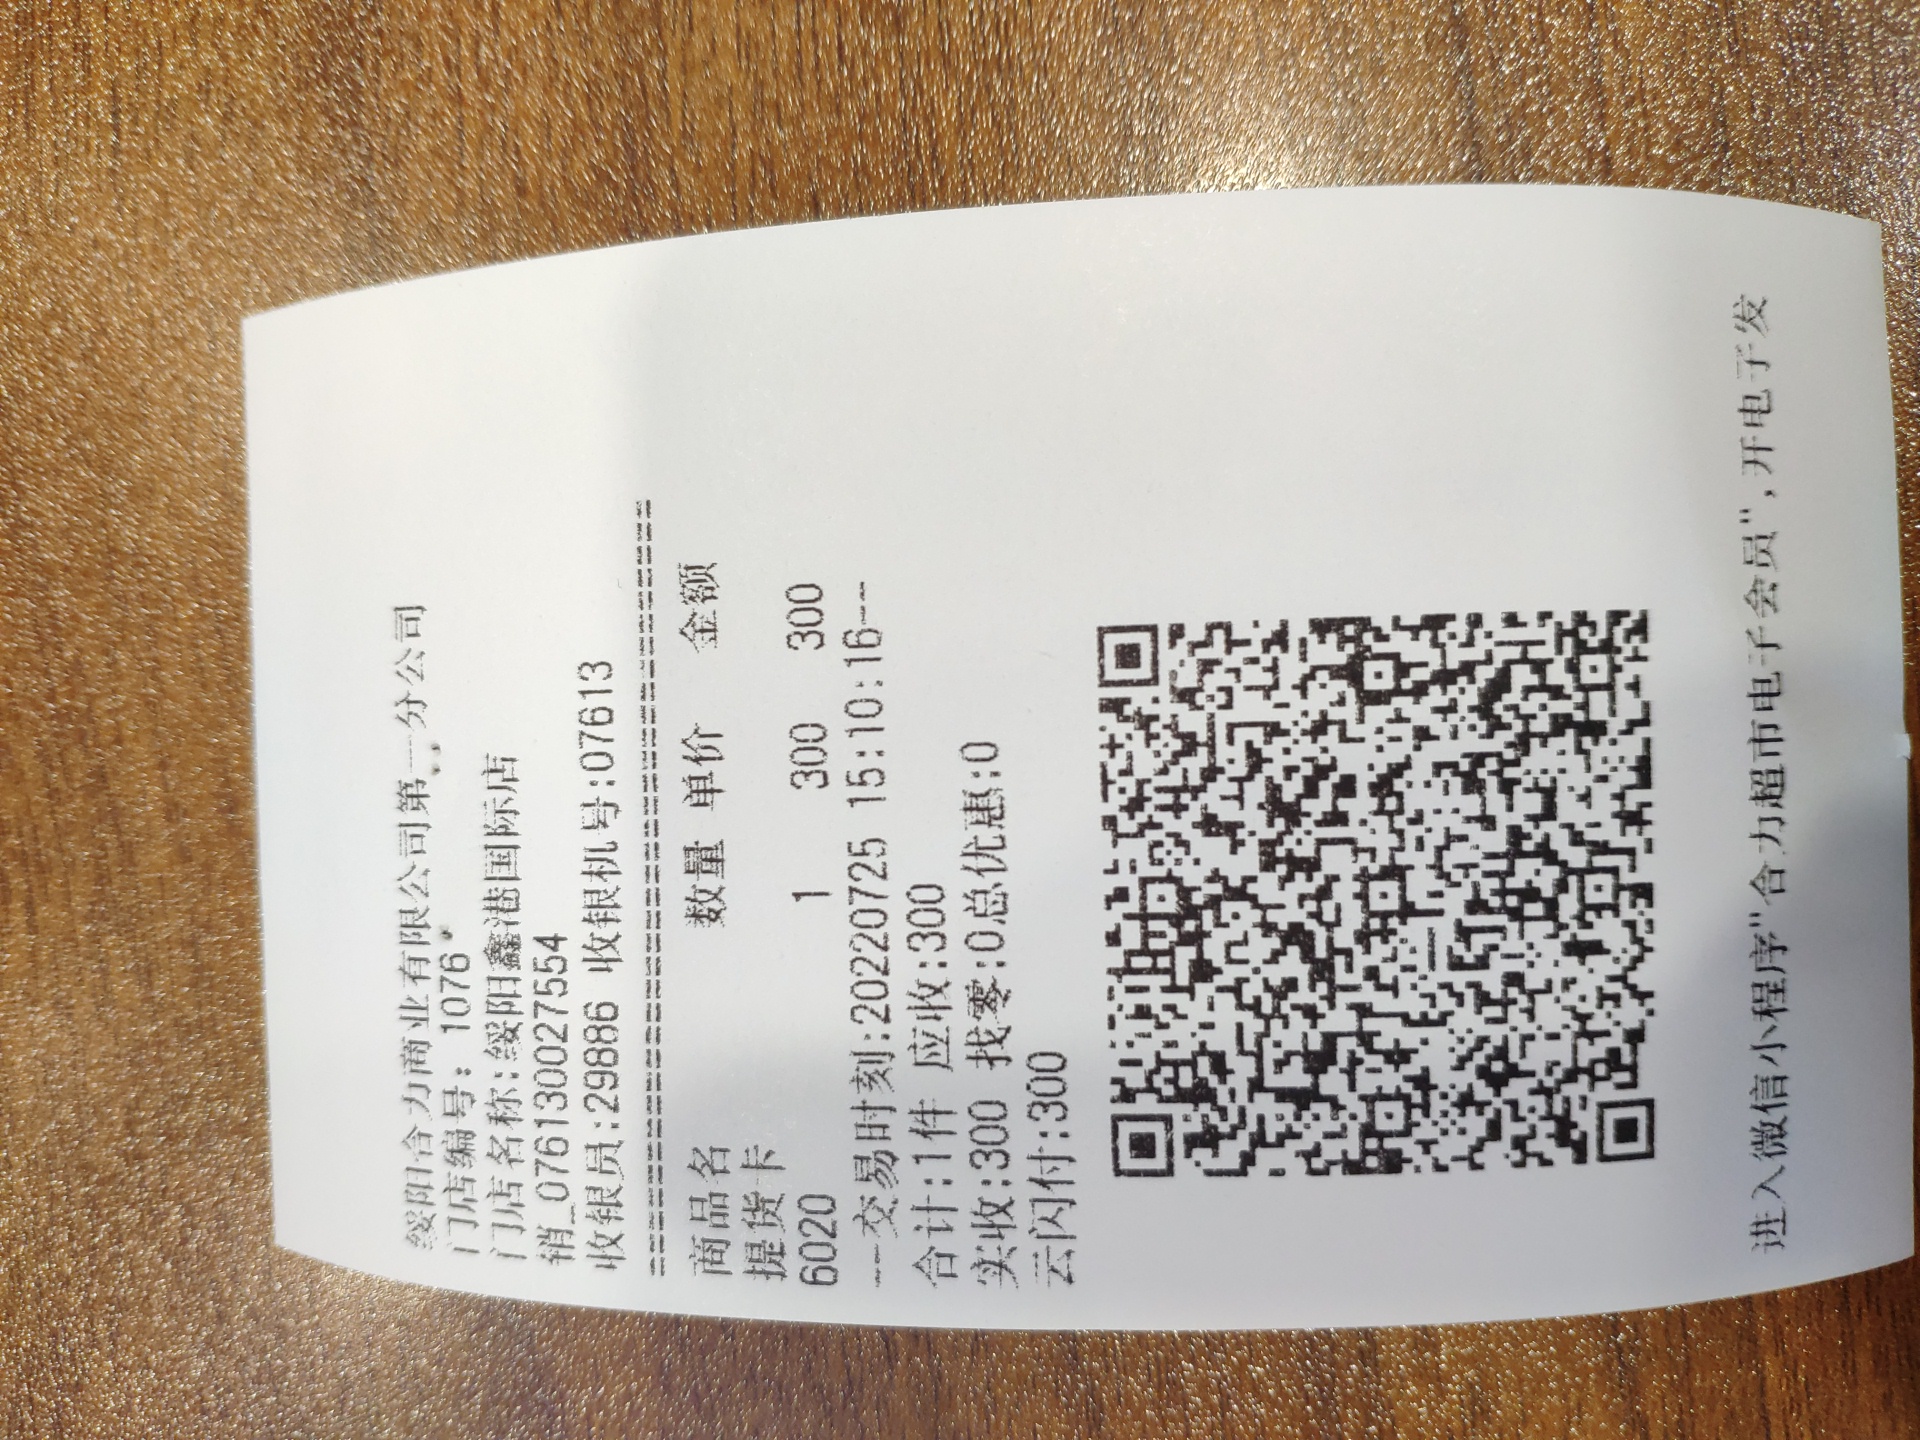 绥阳合力商业有限公司第一分公司
门店编号: 1076
门店名称:绥阳鑫港国际店
销_076130027554
收银员:29886 收银机号:07613
商品名 数量 单价 金额
提货卡
6020 1 300 300
--交易时刻:20220725 15:10:16--
合计:1件 应收:300
实收:300 找零:0总优惠:0
云闪付:300
进入微信小程序"合力超市电子会员",开电子发